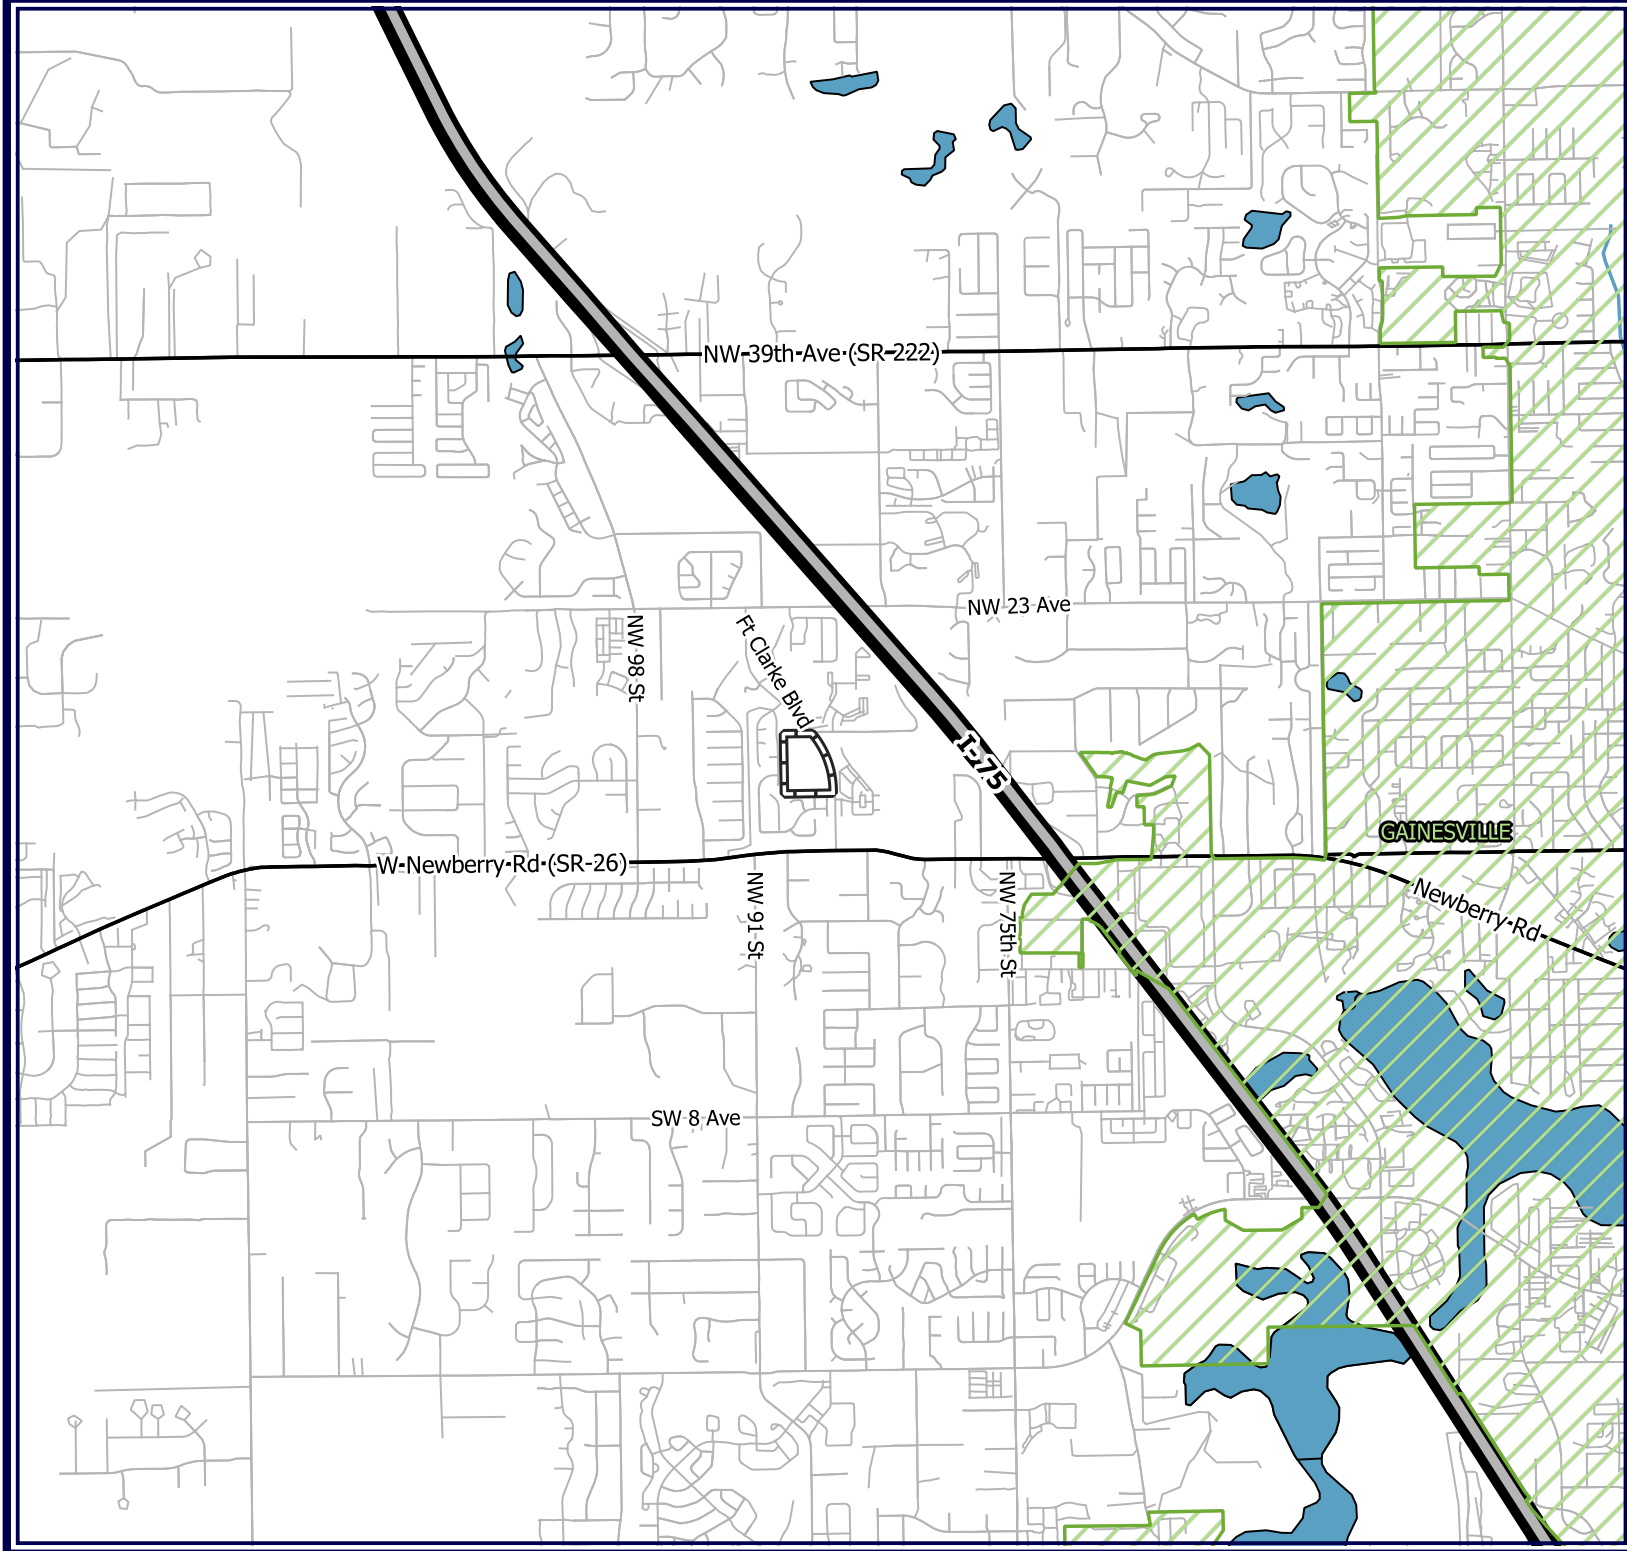 NW 39th Ave (SR-222)
NW 23 Ave
NW 98 St
Ft Clarke Blvd
I-75
GAINESVILLE
W Newberry Rd (SR-26)
NW 91 St
NW 75th St
Newberry Rd
SW 8 Ave